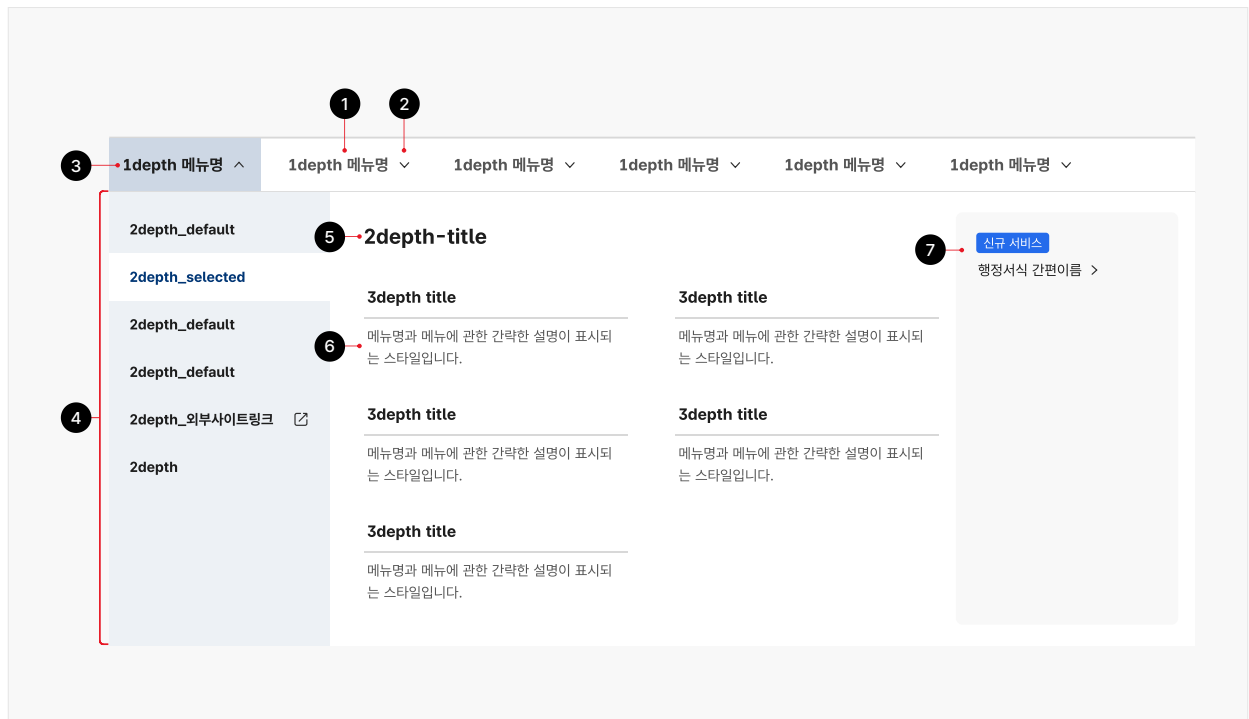 1
2
3
1depth 메뉴명
1depth 메뉴명
1depth 메뉴명
1depth 메뉴명
1depth 메뉴명
1depth 메뉴명
4
2depth_default
2depth_selected
2depth_default
2depth_default
2depth_외부사이트링크
2depth
5
2depth-title
6
3depth title
메뉴명과 메뉴에 관한 간략한 설명이 표시되
는 스타일입니다.
3depth title
메뉴명과 메뉴에 관한 간략한 설명이 표시되
는 스타일입니다.
3depth title
메뉴명과 메뉴에 관한 간략한 설명이 표시되
는 스타일입니다.
3depth title
메뉴명과 메뉴에 관한 간략한 설명이 표시되
는 스타일입니다.
3depth title
메뉴명과 메뉴에 관한 간략한 설명이 표시되
는 스타일입니다.
7
신규 서비스
행정서식 간편이름